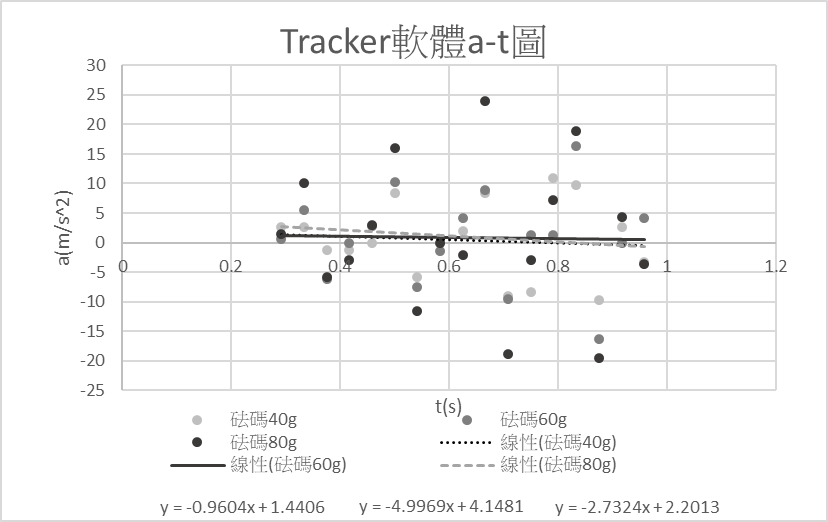 Tracker軟體a-t圖
30
25
20
15
10
5
0
-5
-10
-15
-20
-25
a(m/s^2)
0 0.2 0.4 0.6 0.8 1 1.2
t(s)
砝碼40g 砝碼60g
砝碼80g 線性(砝碼40g)
線性(砝碼60g) 線性(砝碼80g)
y = -0.9604x + 1.4406 y = -4.9969x + 4.1481 y = -2.7324x + 2.2013